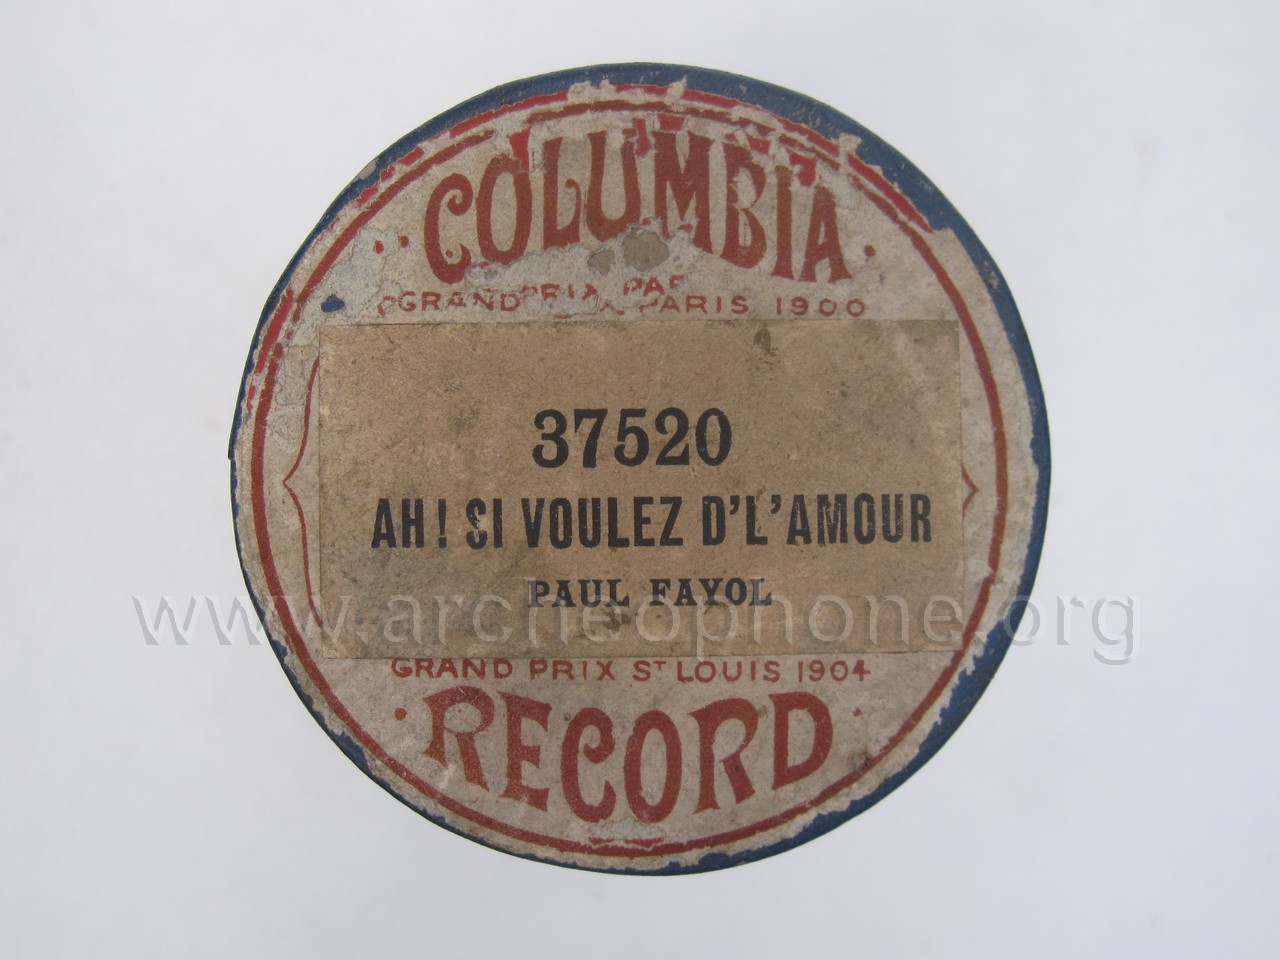 COLUMBIA
GRAND PRIX PARIS 1900
37520
AH! SI VOULEZ D'L'AMOUR
PAUL FAYOL
www.archeophone.org
GRAND PRIX ST LOUIS 1904
RECORD